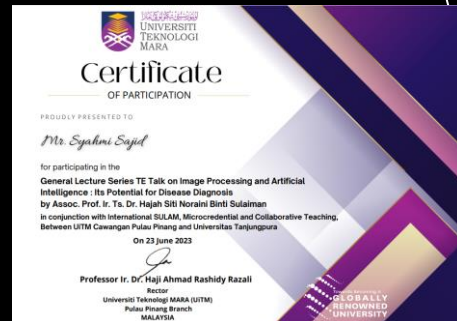 UNIVERSITI
TEKNOLOGI
MARA
Certificate
OF PARTICIPATION
PROUDLY PRESENTED TO
Mr. Syahmi Sajid
for participating in the
General Lecture Series TE Talk on Image Processing and Artificial
Intelligence : Its Potential for Disease Diagnosis
by Assoc. Prof. Ir. Ts. Dr. Hajah Siti Noraini Binti Sulaiman
in conjunction with International SULAM, Microcredential and Collaborative Teaching,
Between UiTM Cawangan Pulau Pinang and Universitas Tanjungpura
On 23 June 2023
Professor Ir. Dr. Haji Ahmad Rashidy Razali
Rector
Universiti Teknologi MARA (UiTM)
Pulau Pinang Branch
MALAYSIA
GLOBALLY
RENOWNED
UNIVERSITY